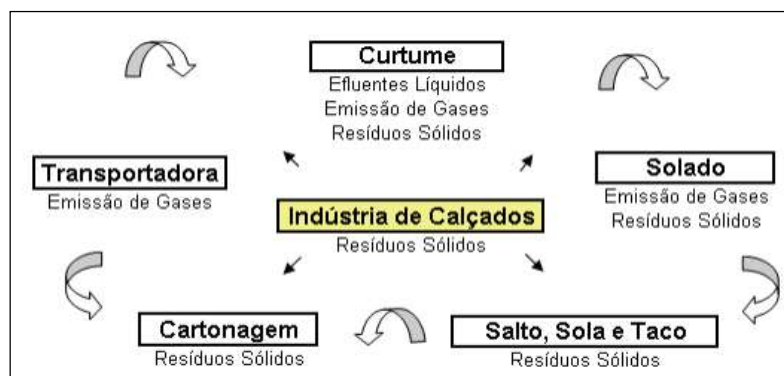 Curtume
Efluentes Líquidos
Emissão de Gases
Resíduos Sólidos
Transportadora
Emissão de Gases
Solado
Emissão de Gases
Resíduos Sólidos
Indústria de Calçados
Resíduos Sólidos
Cartonagem
Resíduos Sólidos
Salto, Sola e Taco
Resíduos Sólidos